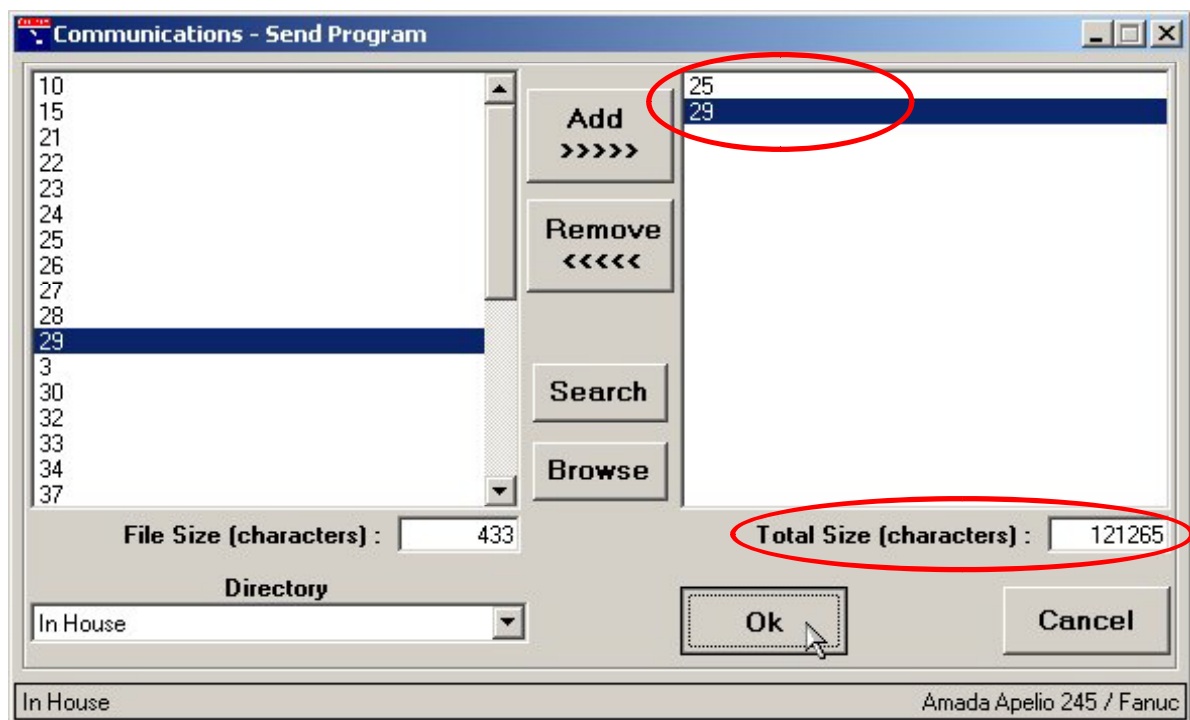 Communications - Send Program
10
15
21
22
23
24
25
26
27
28
29
3
30
32
33
34
37
Add
>>>>>
Remove
<<<<<
Search
Browse
25
29
File Size (characters) : 433
Total Size (characters) : 121265
Directory
In House
Ok
Cancel
In House
Amada Apelio 245 / Fanuc